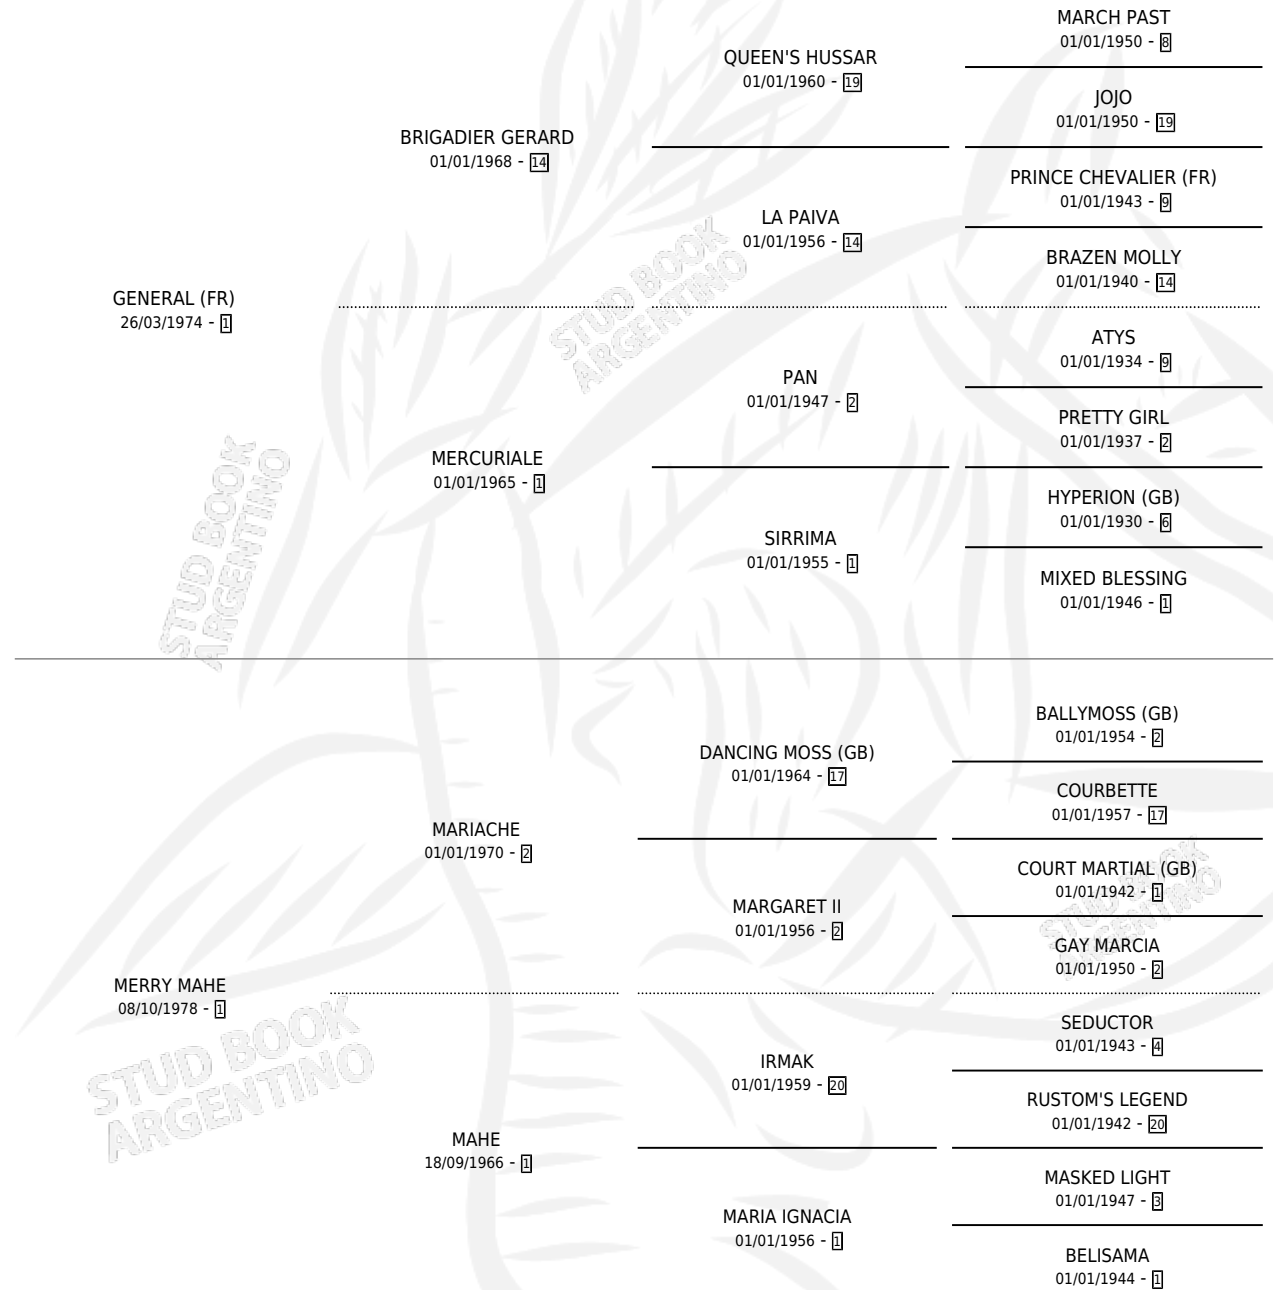 MARCH PAST
01/01/1950 - 8
QUEEN'S HUSSAR
01/01/1960 - 19
JOJO
01/01/1950 - 19
BRIGADIER GERARD
01/01/1968 - 14
PRINCE CHEVALIER (FR)
01/01/1943 - 9
LA PAIVA
01/01/1956 - 14
BRAZEN MOLLY
01/01/1940 - 14
GENERAL (FR)
26/03/1974 - 1
ATYS
01/01/1934 - 9
PAN
01/01/1947 - 2
PRETTY GIRL
01/01/1937 - 2
MERCURIALE
01/01/1965 - 1
HYPERION (GB)
01/01/1930 - 6
SIRRIMA
01/01/1955 - 1
MIXED BLESSING
01/01/1946 - 1
BALLYMOSS (GB)
01/01/1954 - 2
DANCING MOSS (GB)
01/01/1964 - 17
COURBETTE
01/01/1957 - 17
MARIACHE
01/01/1970 - 2
COURT MARTIAL (GB)
01/01/1942 - 1
MARGARET II
01/01/1956 - 2
GAY MARCIA
01/01/1950 - 2
MERRY MAHE
08/10/1978 - 1
SEDUCTOR
01/01/1943 - 4
IRMAK
01/01/1959 - 20
RUSTOM'S LEGEND
01/01/1942 - 20
MAHE
18/09/1966 - 1
MASKED LIGHT
01/01/1947 - 3
MARIA IGNACIA
01/01/1956 - 1
BELISAMA
01/01/1944 - 1
STUD BOOK
ARGENTINO
STUD BOOK
ARGENTINO
STUD BOOK
ARGENTINO
STUD BOOK
ARGENTINO